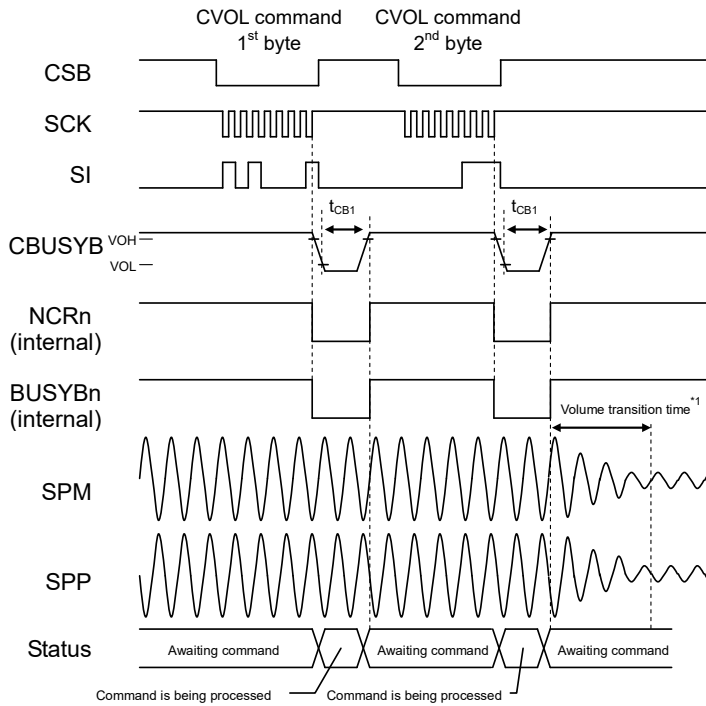 CVOL command
1st byte
CVOL command
2nd byte
CSB
SCK
SI
tCB1
tCB1
CBUSYB
VOH
VOL
NCRn
(internal)
BUSYBn
(internal)
Volume transition time*1
SPM
SPP
Status
Awaiting command
Awaiting command
Awaiting command
Command is being processed
Command is being processed